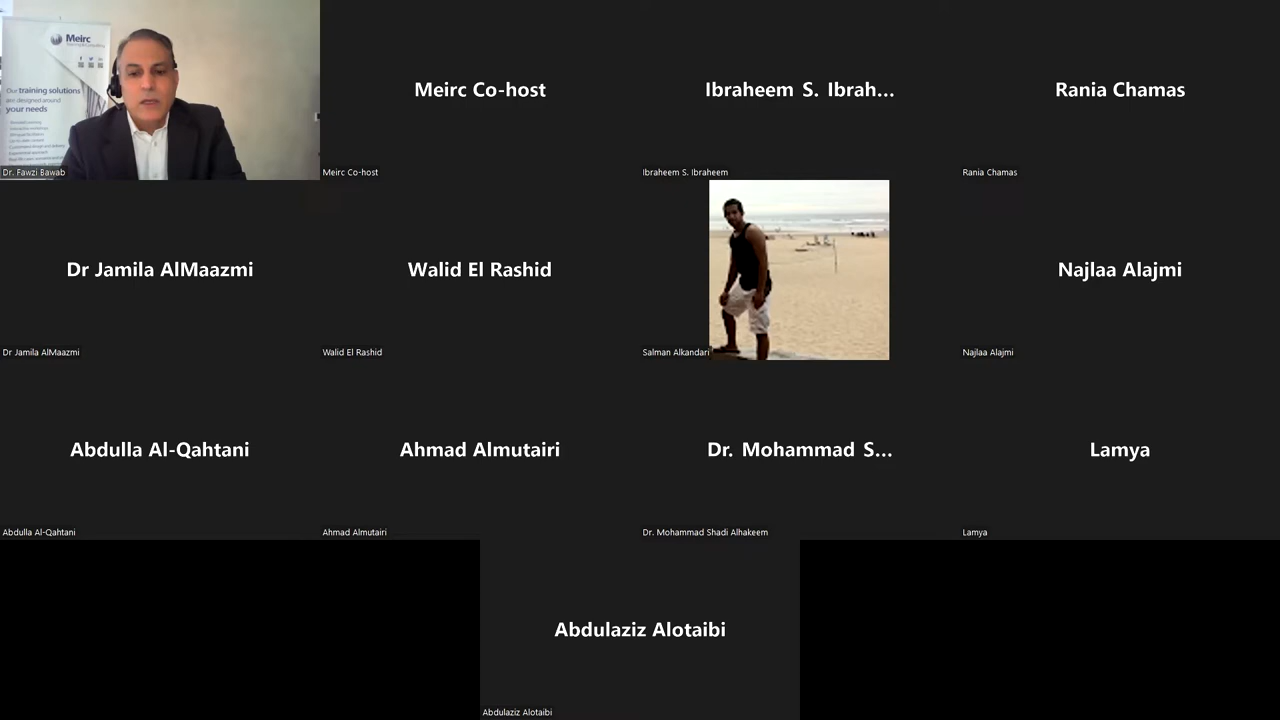 Meirc
Training & Consulting
Our training solutions
are designed around
your needs
Dr. Fawzi Bawab
Meirc Co-host
Meirc Co-host
Ibraheem S. Ibrah...
Ibraheem S. Ibraheem
Rania Chamas
Rania Chamas
Dr Jamila AlMaazmi
Dr Jamila AlMaazmi
Walid El Rashid
Walid El Rashid
Salman Alkandari
Najlaa Alajmi
Najlaa Alajmi
Abdulla Al-Qahtani
Abdulla Al-Qahtani
Ahmad Almutairi
Ahmad Almutairi
Dr. Mohammad S...
Dr. Mohammad Shadi Alhakeem
Lamya
Lamya
Abdulaziz Alotaibi
Abdulaziz Alotaibi